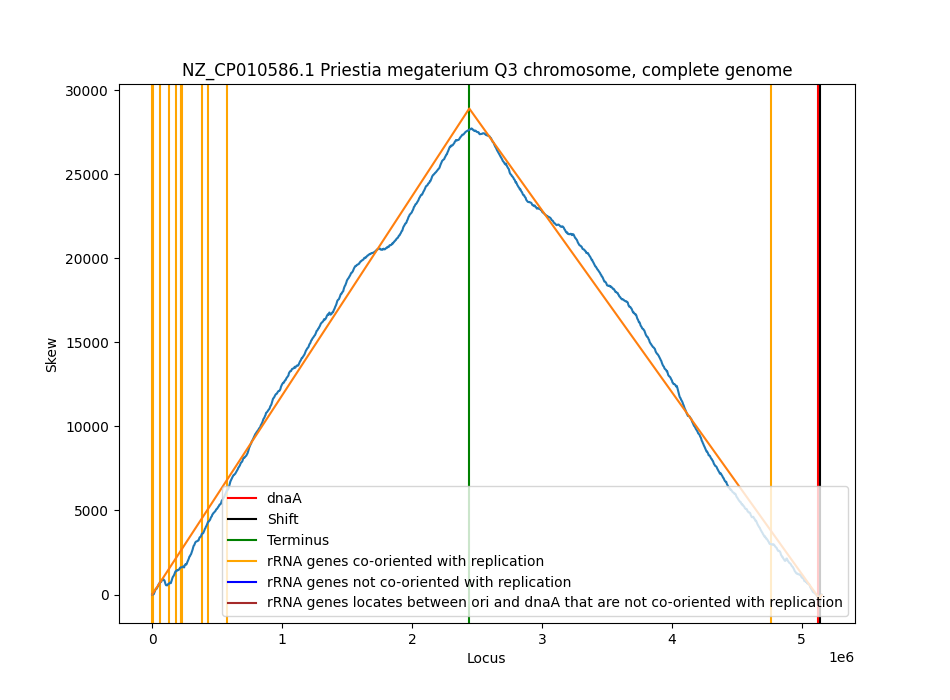 NZ_CP010586.1 Priestia megaterium Q3 chromosome, complete genome
30000
25000
20000
15000
10000
5000
0
Skew
dnaA
Shift
Terminus
rRNA genes co-oriented with replication
rRNA genes not co-oriented with replication
rRNA genes locates between ori and dnaA that are not co-oriented with replication
0 1 2 3 4 5
1e6
Locus